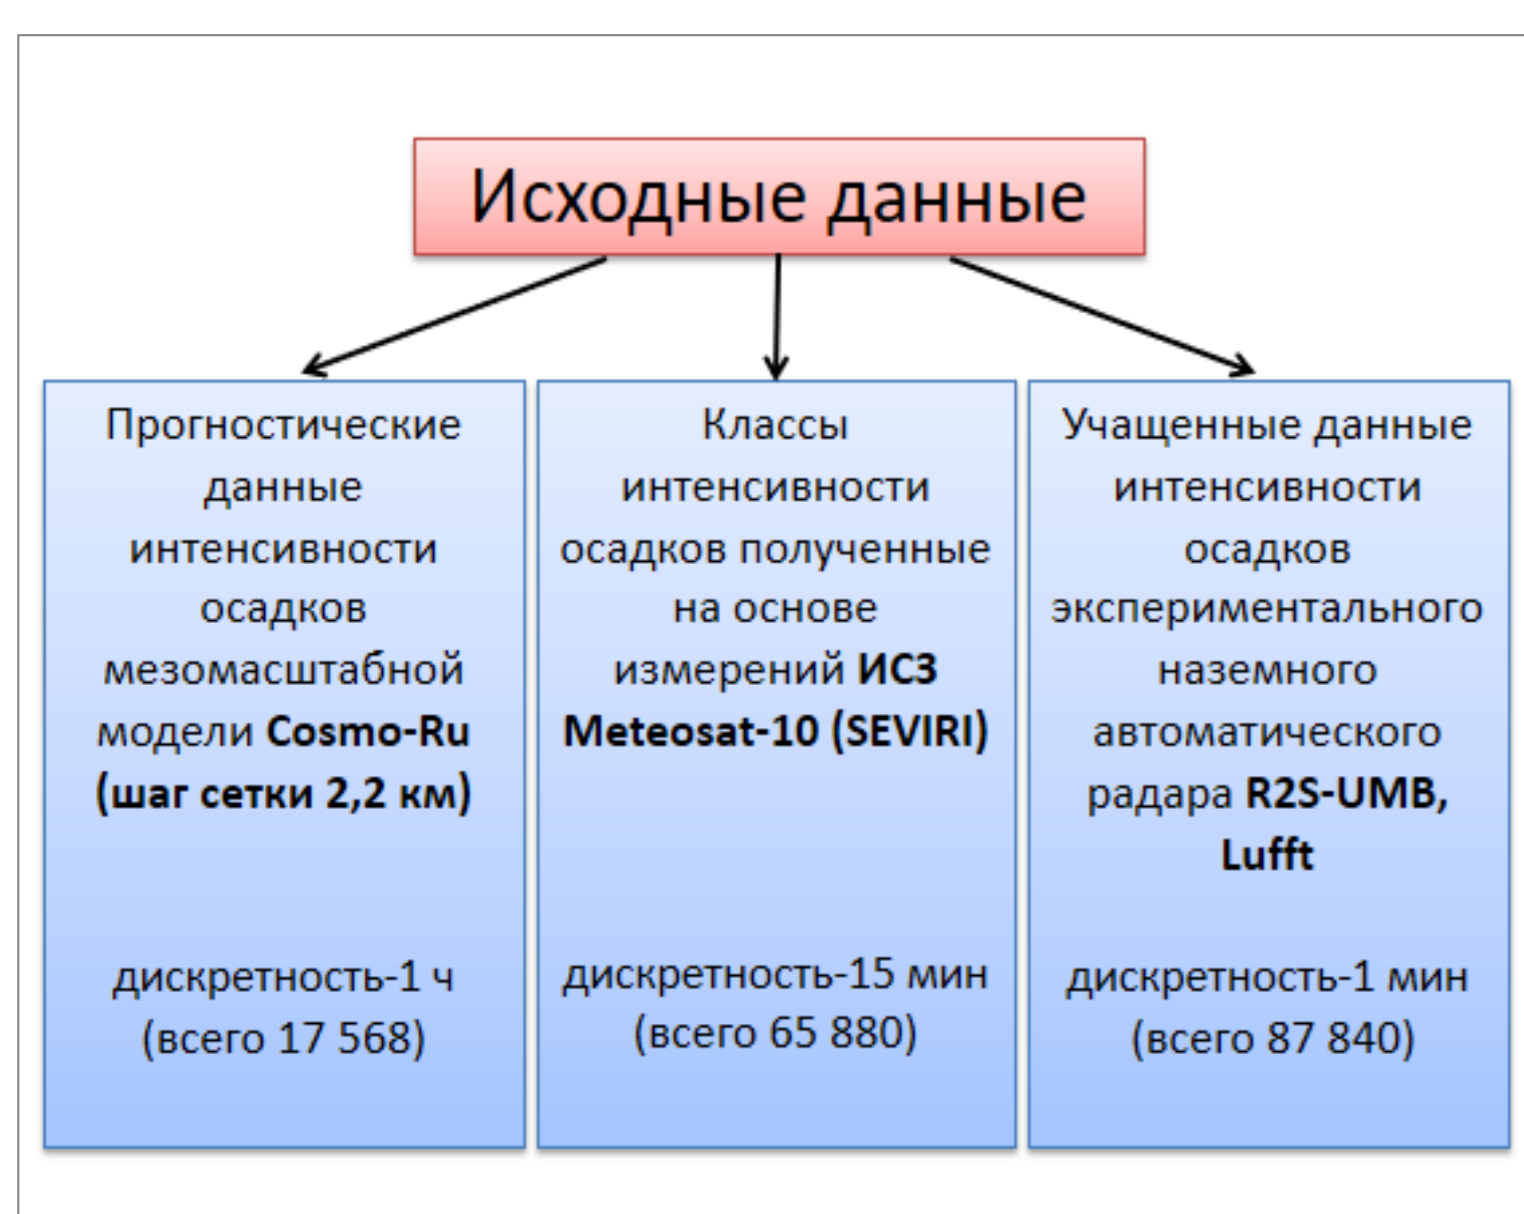 Исходные данные
Прогностические
данные
интенсивности
осадков
мезомасштабной
модели Cosmo-Ru
(шаг сетки 2,2 км)
дискретность-1 ч
(всего 17 568)
Классы
интенсивности
осадков полученные
на основе
измерений ИСЗ
Meteosat-10 (SEVIRI)
дискретность-15 мин
(всего 65 880)
Учащенные данные
интенсивности
осадков
экспериментального
наземного
автоматического
радара R2S-UMB,
Lufft
дискретность-1 мин
(всего 87 840)